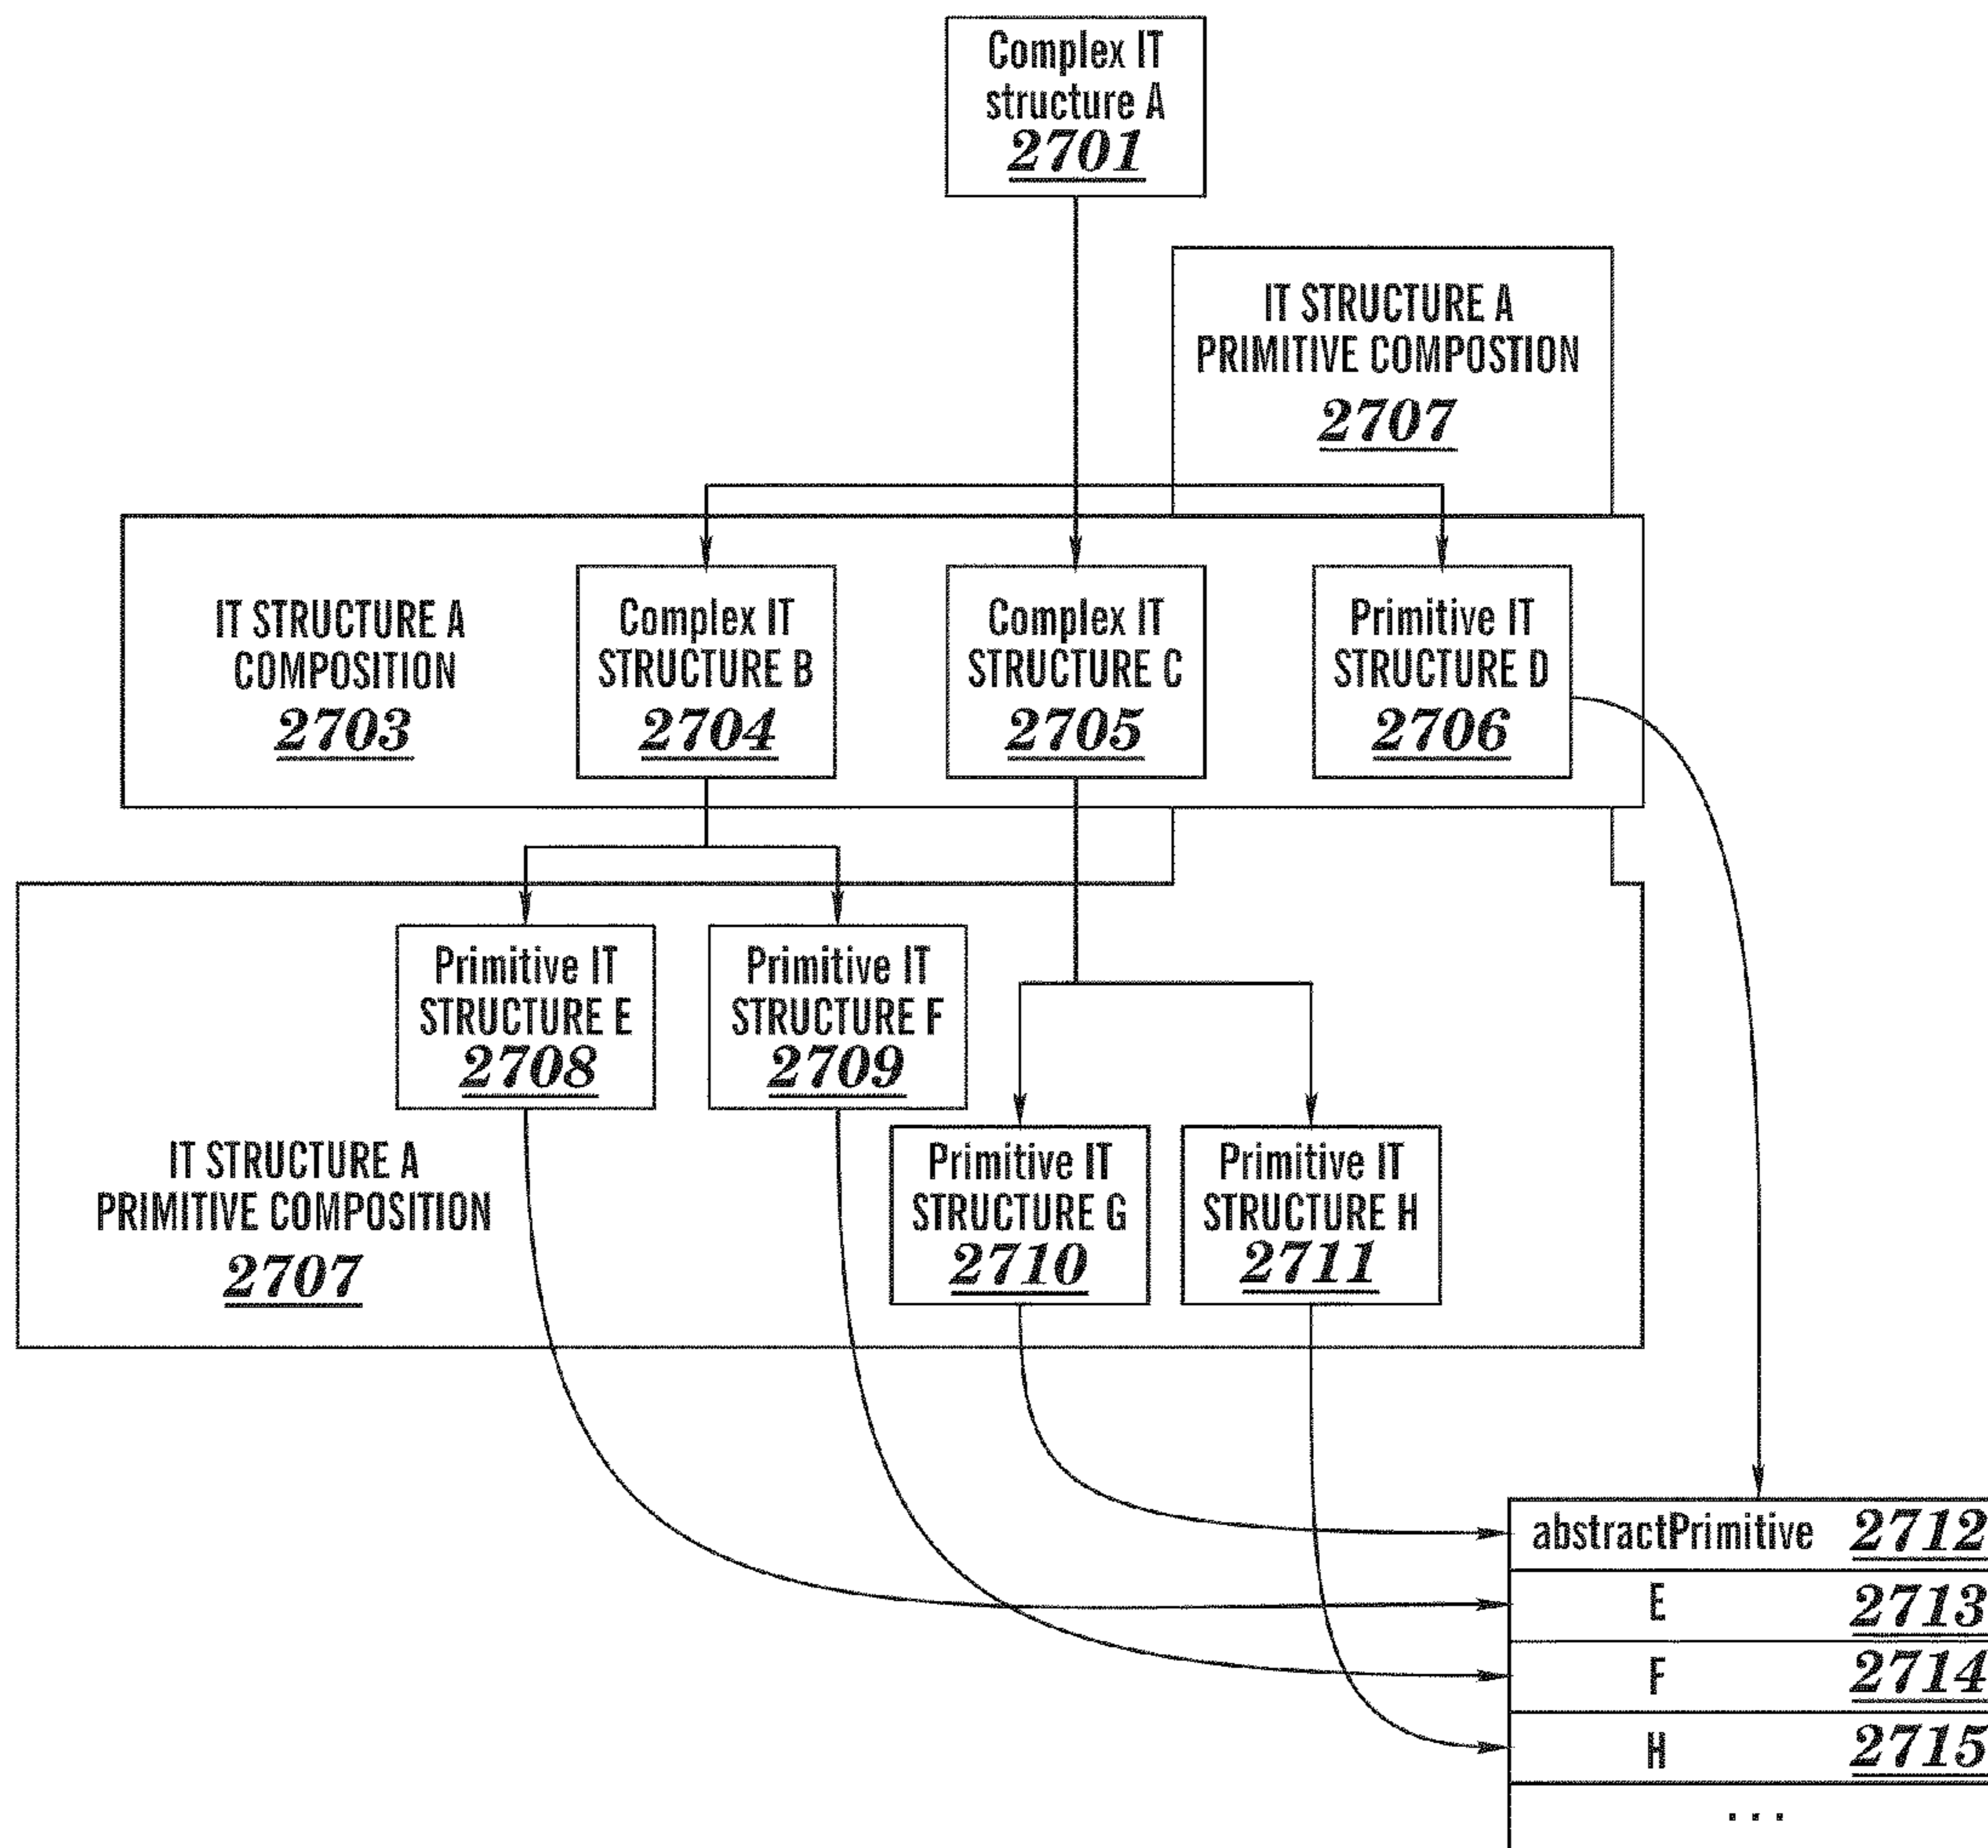 Complex IT
structure A
2701
IT STRUCTURE A
PRIMITIVE COMPOSTION
2707
IT STRUCTURE A
COMPOSITION
2703
Complex IT
STRUCTURE B
2704
Complex IT
STRUCTURE C
2705
Primitive IT
STRUCTURE D
2706
Primitive IT
STRUCTURE E
2708
Primitive IT
STRUCTURE F
2709
IT STRUCTURE A
PRIMITIVE COMPOSITION
2707
Primitive IT
STRUCTURE G
2710
Primitive IT
STRUCTURE H
2711
abstractPrimitive 2712
E 2713
F 2714
H 2715
...